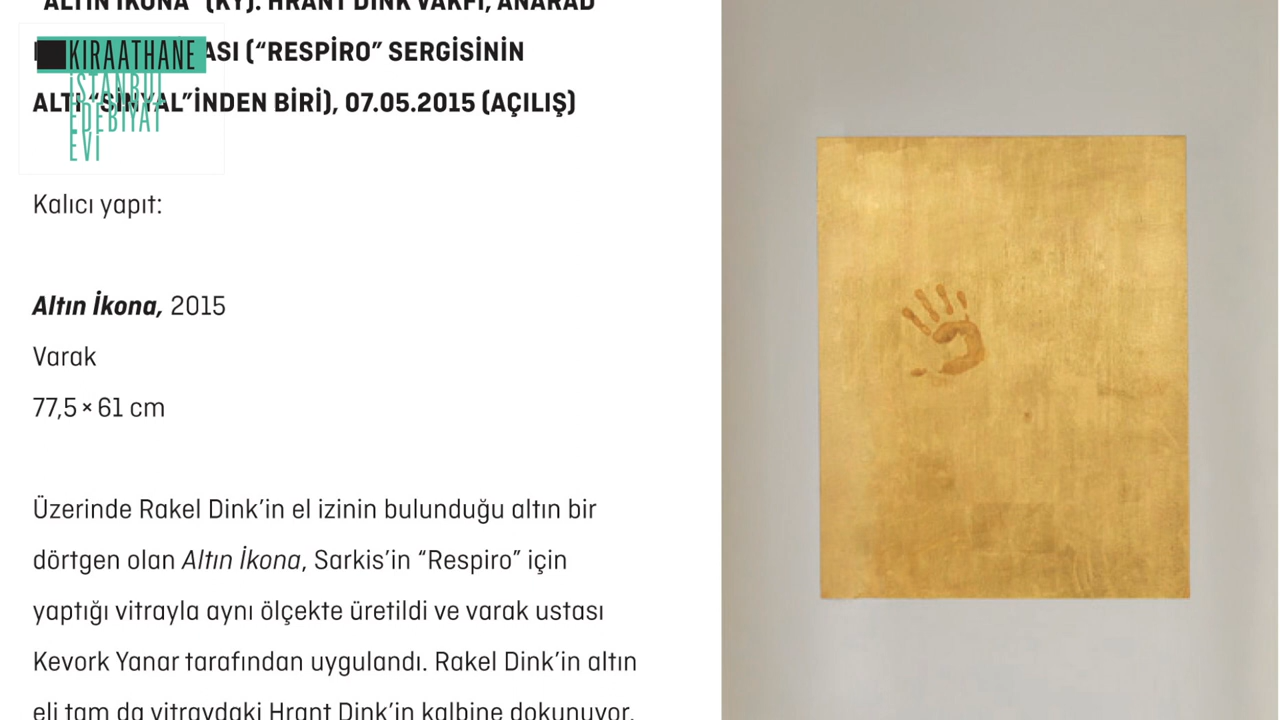 "ALTIN İKONA" (KY). HRANT DİNK VAKFI, ANARAD
KIRAATHANE
İSTANBUL
EDEBİYAT
EVİ
ASI (“RESPİRO” SERGİSİNİN
ALTI “SİNYAL”İNDEN BİRİ), 07.05.2015 (AÇILIŞ)
Kalıcı yapıt:
Altın İkona, 2015
Varak
77,5 × 61 cm
Üzerinde Rakel Dink’in el izinin bulunduğu altın bir
dörtgen olan Altın İkona, Sarkis’in “Respiro” için
yaptığı vitrayla aynı ölçekte üretildi ve varak ustası
Kevork Yanar tarafından uygulandı. Rakel Dink’in altın
eli tam da vitraydaki Hrant Dink’in kalbine dokunuyor.